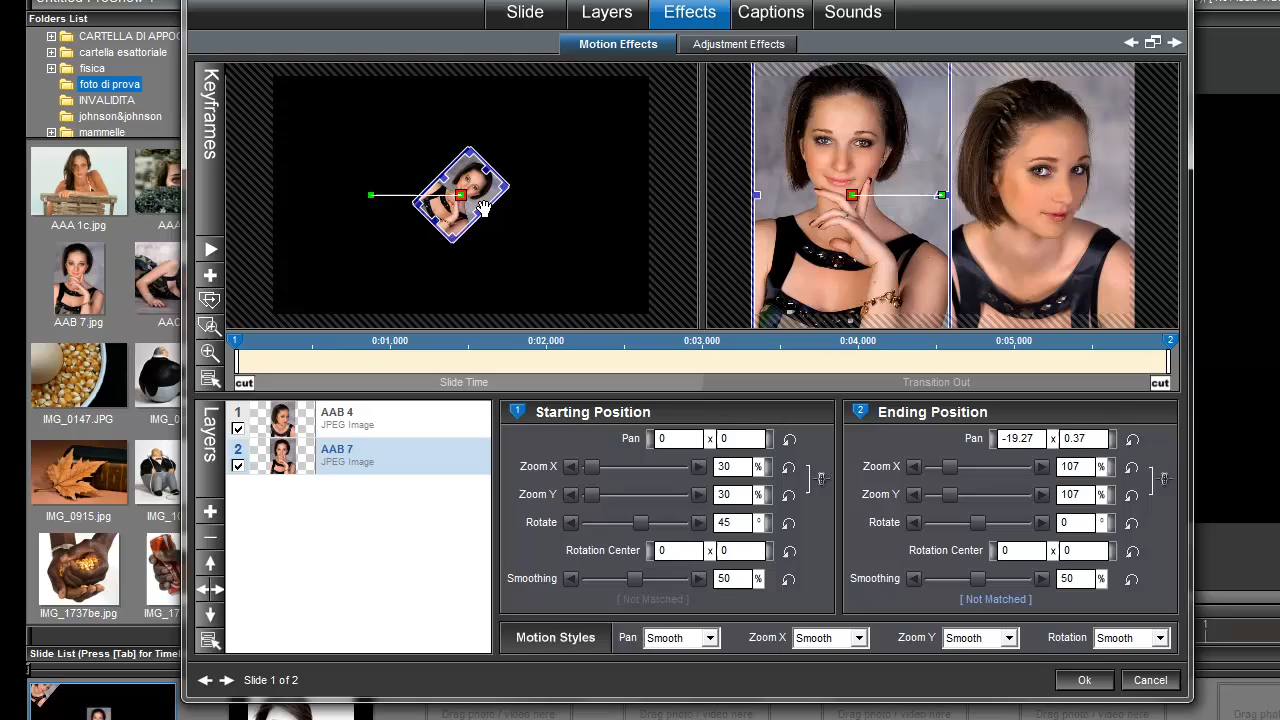 Folders List
CARTELLA DI APPOG
cartella esattoriale
fisica
foto di prova
INVALIDITA
johnson&johnson
mammelle
AAA 1c.jpg
AAB 7.jpg
IMG_0147.JPG
IMG_0915.jpg
IMG_1737be.jpg
Slide List (Press [Tab] for Timel
Slide
Layers
Effects
Captions
Sounds
Motion Effects
Adjustment Effects
Keyframes
1
0:01,000
0:02,000
0:03,000
0:04,000
0:05,000
2
cut
Slide Time
Transition Out
cut
Layers
1
AAB 4
JPEG Image
2
AAB 7
JPEG Image
1 Starting Position
Pan 0 x 0
Zoom X 30 %
Zoom Y 30 %
Rotate 45 °
Rotation Center 0 x 0
Smoothing 50 %
[ Not Matched ]
2 Ending Position
Pan -19.27 x 0.37
Zoom X 107 %
Zoom Y 107 %
Rotate 0 °
Rotation Center 0 x 0
Smoothing 50 %
[ Not Matched ]
Motion Styles Pan Smooth Zoom X Smooth Zoom Y Smooth Rotation Smooth
Slide 1 of 2
Ok
Cancel